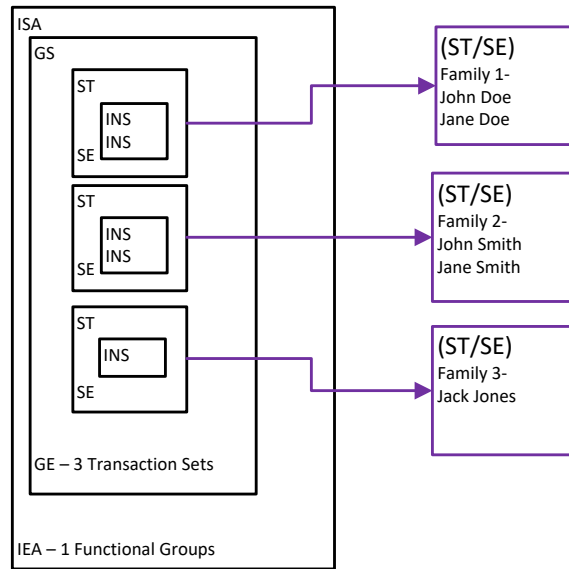 ISA
GS
ST
INS
INS
SE
ST
INS
INS
SE
ST
INS
SE
GE – 3 Transaction Sets
IEA – 1 Functional Groups
(ST/SE)
Family 1-
John Doe
Jane Doe
(ST/SE)
Family 2-
John Smith
Jane Smith
(ST/SE)
Family 3-
Jack Jones